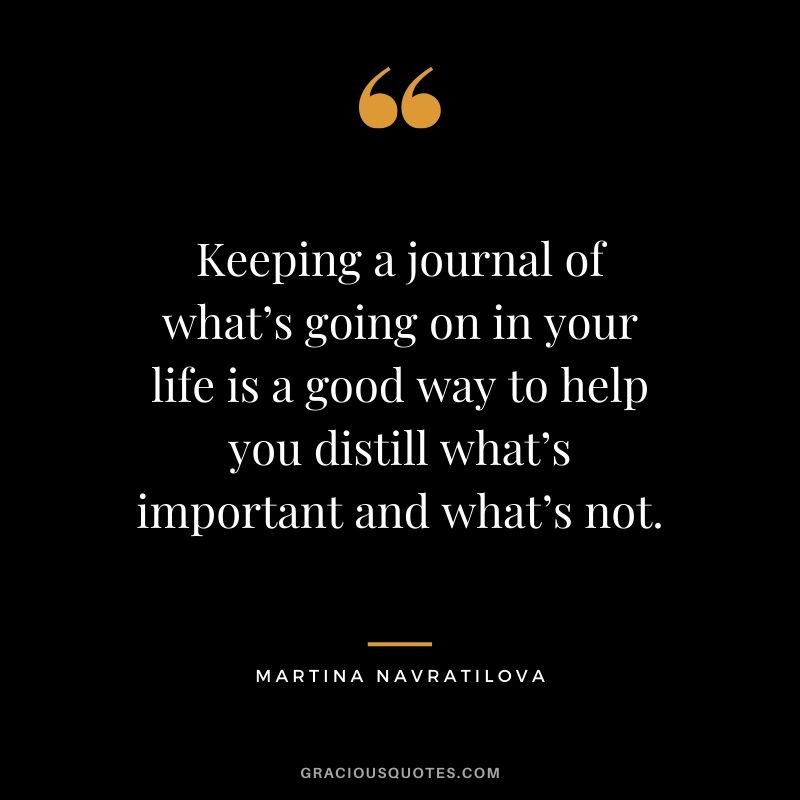 “
Keeping a journal of
what’s going on in your
life is a good way to help
you distill what’s
important and what’s not.
MARTINA NAVRATILOVA
GRACIOUSQUOTES.COM